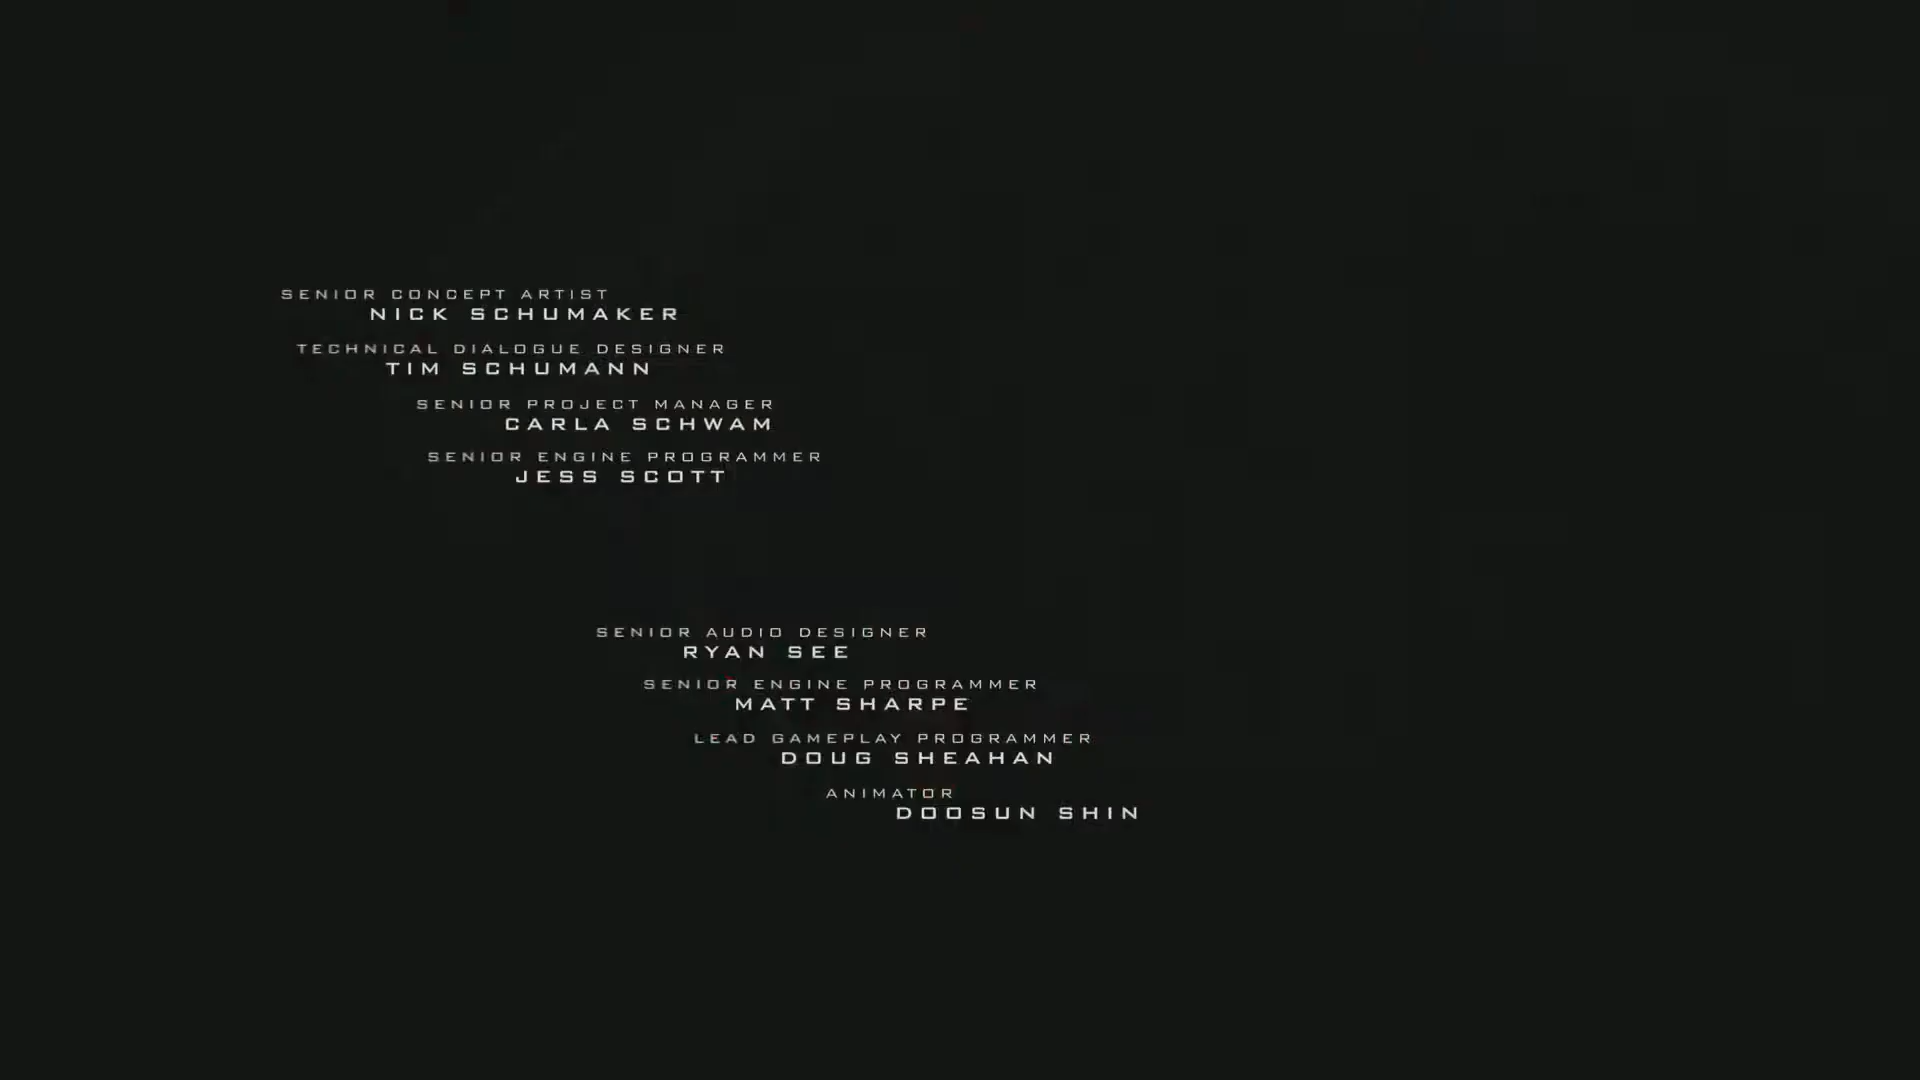 SENIOR CONCEPT ARTIST
NICK SCHUMAKER
TECHNICAL DIALOGUE DESIGNER
TIM SCHUMANN
SENIOR PROJECT MANAGER
CARLA SCHWAM
SENIOR ENGINE PROGRAMMER
JESS SCOTT
SENIOR AUDIO DESIGNER
RYAN SEE
SENIOR ENGINE PROGRAMMER
MATT SHARPE
LEAD GAMEPLAY PROGRAMMER
DOUG SHEAHAN
ANIMATOR
DOOSUN SHIN